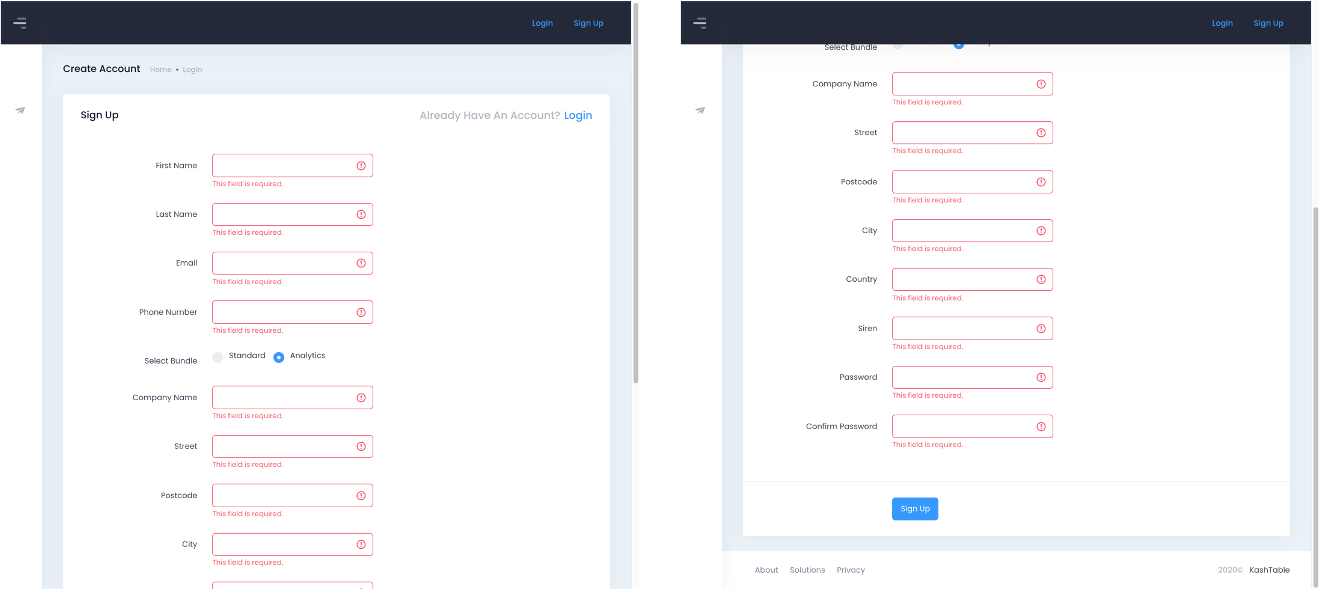 Login Sign Up
Create Account Home • Login
Sign Up Already Have An Account? Login
First Name
This field is required.
Last Name
This field is required.
Email
This field is required.
Phone Number
This field is required.
Select Bundle Standard Analytics
Company Name
This field is required.
Street
This field is required.
Postcode
This field is required.
City
This field is required.
Login Sign Up
Select Bundle
Company Name
This field is required.
Street
This field is required.
Postcode
This field is required.
City
This field is required.
Country
This field is required.
Siren
This field is required.
Password
This field is required.
Confirm Password
This field is required.
Sign Up
About Solutions Privacy 2020© KashTable